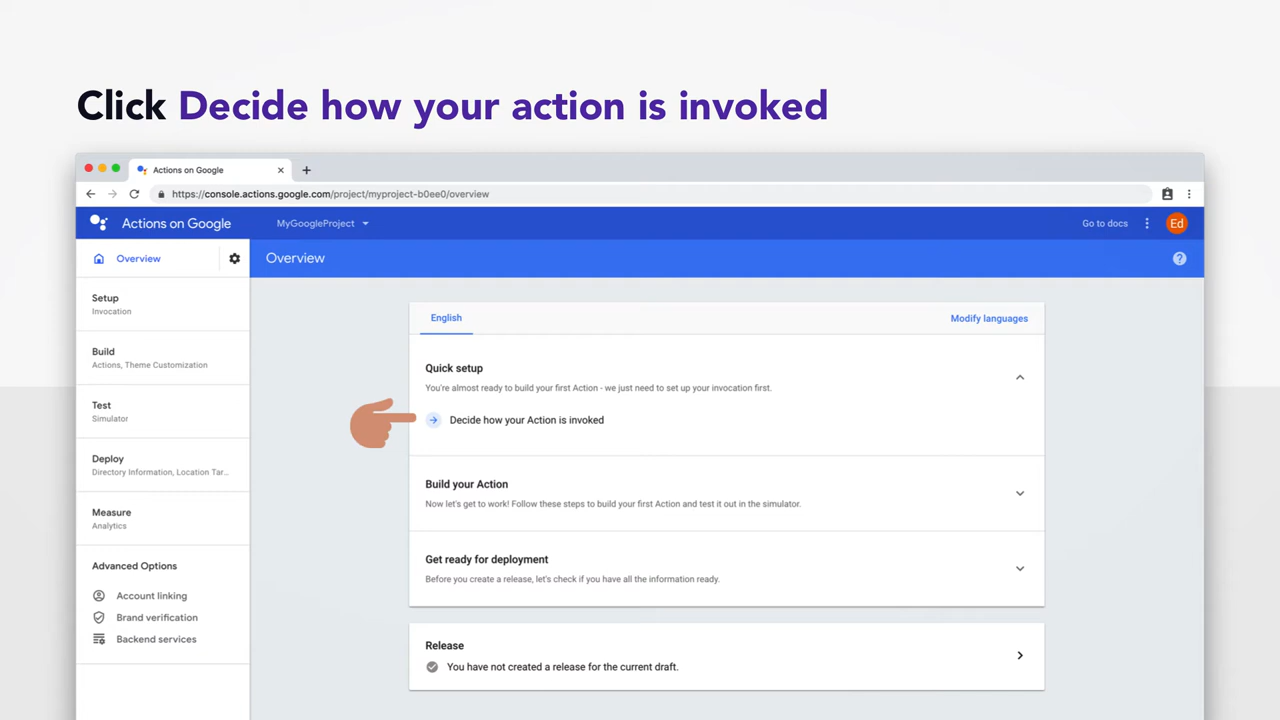 Click Decide how your action is invoked
Actions on Google
https://console.actions.google.com/project/myproject-b0ee0/overview
Actions on Google
MyGoogleProject
Go to docs
Ed
Overview
Overview
Setup
Invocation
Build
Actions, Theme Customization
Test
Simulator
Deploy
Directory Information, Location Tar...
Measure
Analytics
Advanced Options
Account linking
Brand verification
Backend services
English
Modify languages
Quick setup
You're almost ready to build your first Action - we just need to set up your invocation first.
Decide how your Action is invoked
Build your Action
Now let's get to work! Follow these steps to build your first Action and test it out in the simulator.
Get ready for deployment
Before you create a release, let's check if you have all the information ready.
Release
You have not created a release for the current draft.